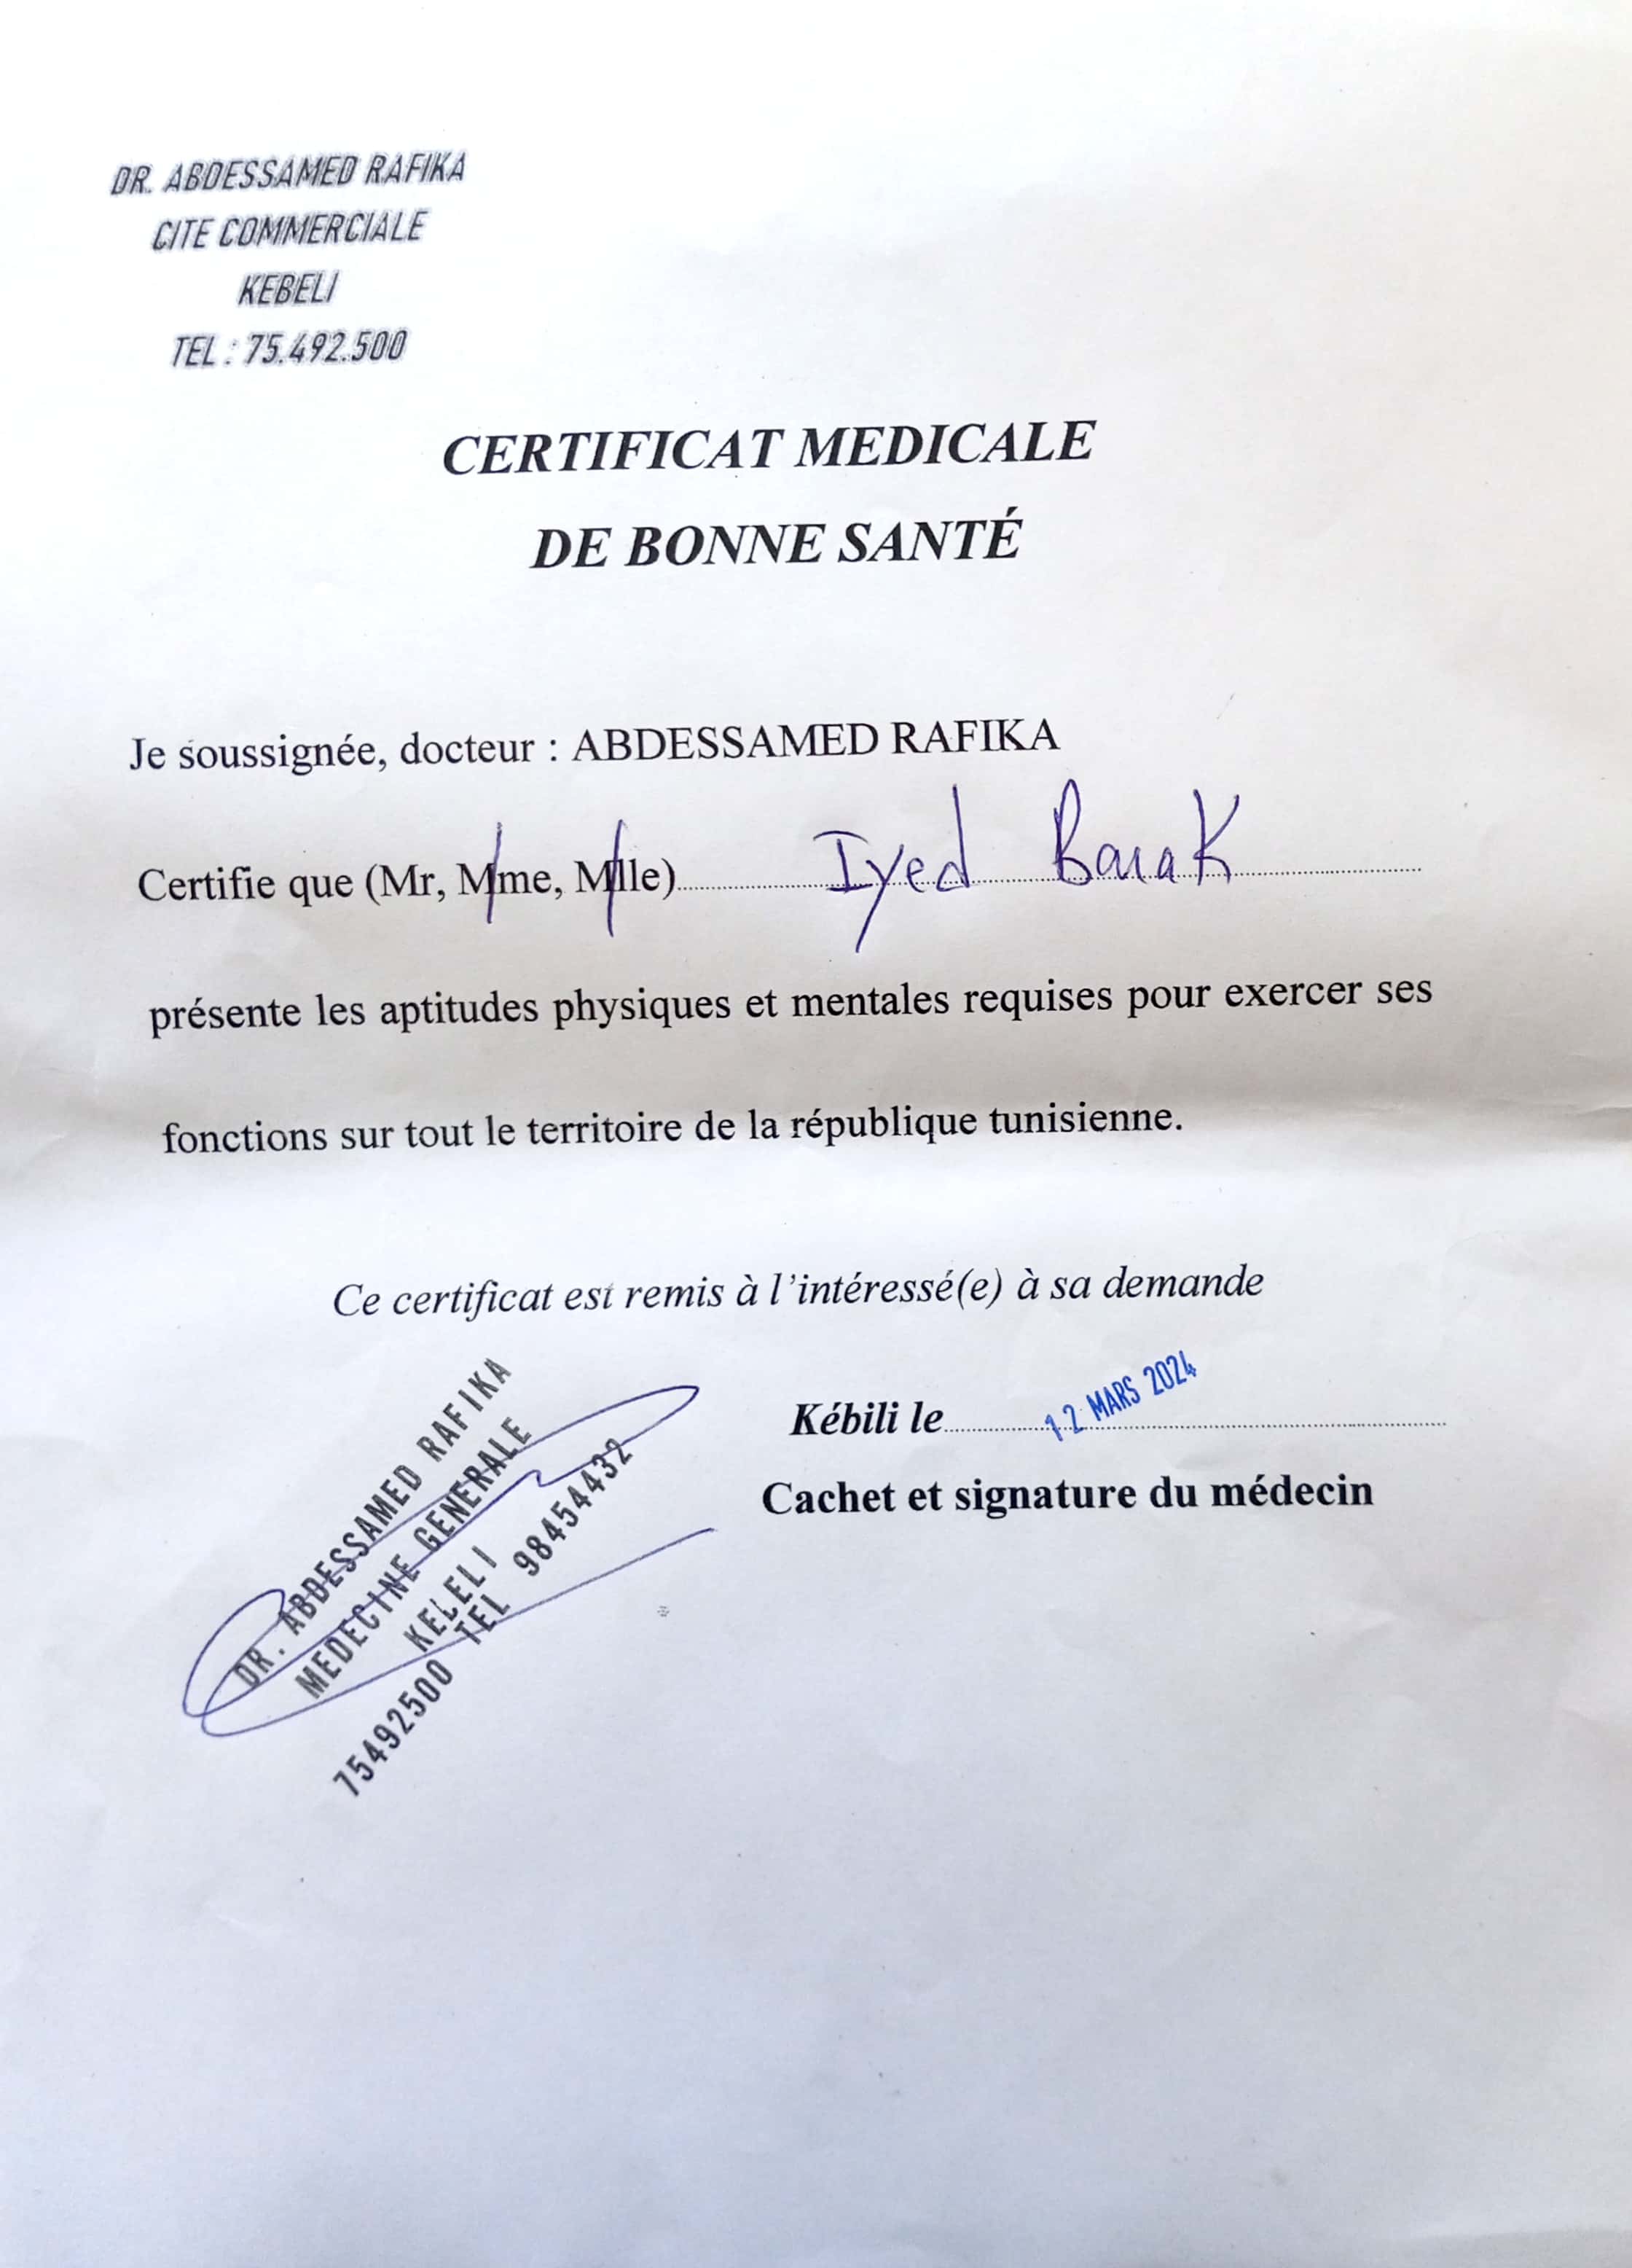 DR. ABDESSAMED RAFIKA
CITE COMMERCIALE
KEBELI
TEL : 75.492.500
CERTIFICAT MEDICALE
DE BONNE SANTÉ
Je soussignée, docteur : ABDESSAMED RAFIKA
Certifie que (Mr, Mme, Mlle) Iyed Barak
présente les aptitudes physiques et mentales requises pour exercer ses
fonctions sur tout le territoire de la république tunisienne.
Ce certificat est remis à l'intéressé(e) à sa demande
Kébili le 12 MARS 2024
Cachet et signature du médecin
DR. ABDESSAMED RAFIKA
MEDECINE GENERALE
KELELI
75492500 TEL 98454432